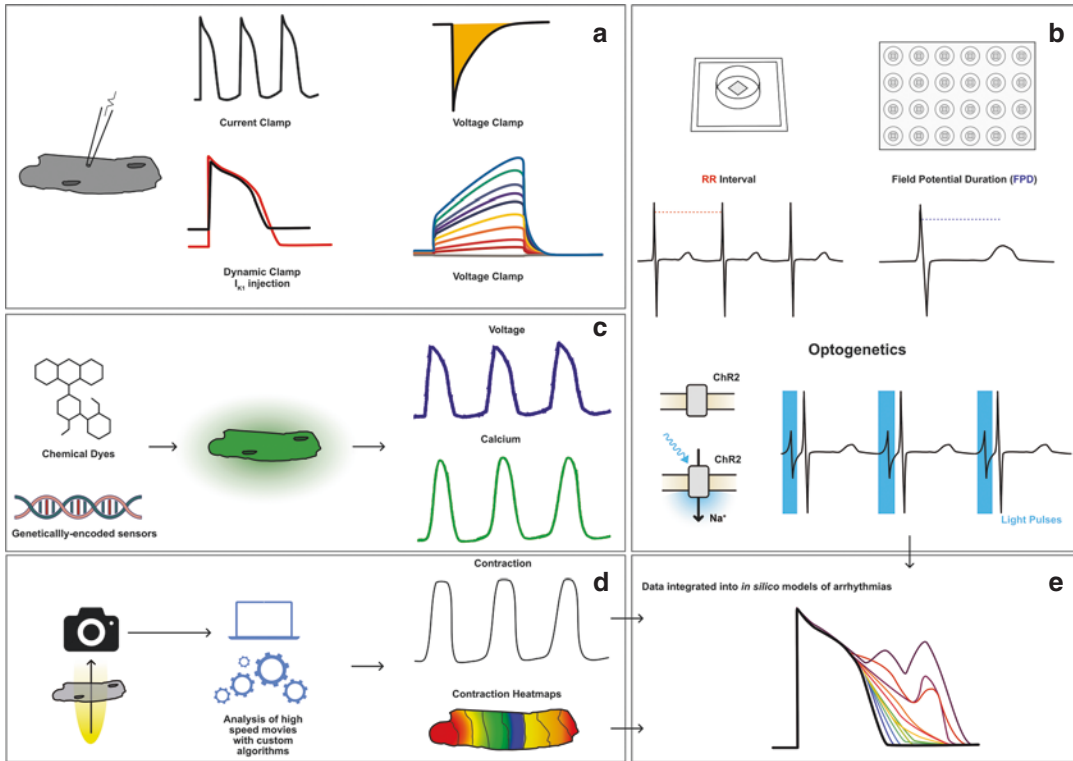 a
Current Clamp
Voltage Clamp
Dynamic Clamp
I_K1 injection
Voltage Clamp
b
RR Interval
Field Potential Duration (FPD)
Optogenetics
ChR2
ChR2
Na⁺
Light Pulses
c
Chemical Dyes
Genetically-encoded sensors
Voltage
Calcium
d
Analysis of high
speed movies
with custom
algorithms
Contraction
Contraction Heatmaps
e
Data integrated into in silico models of arrhythmias